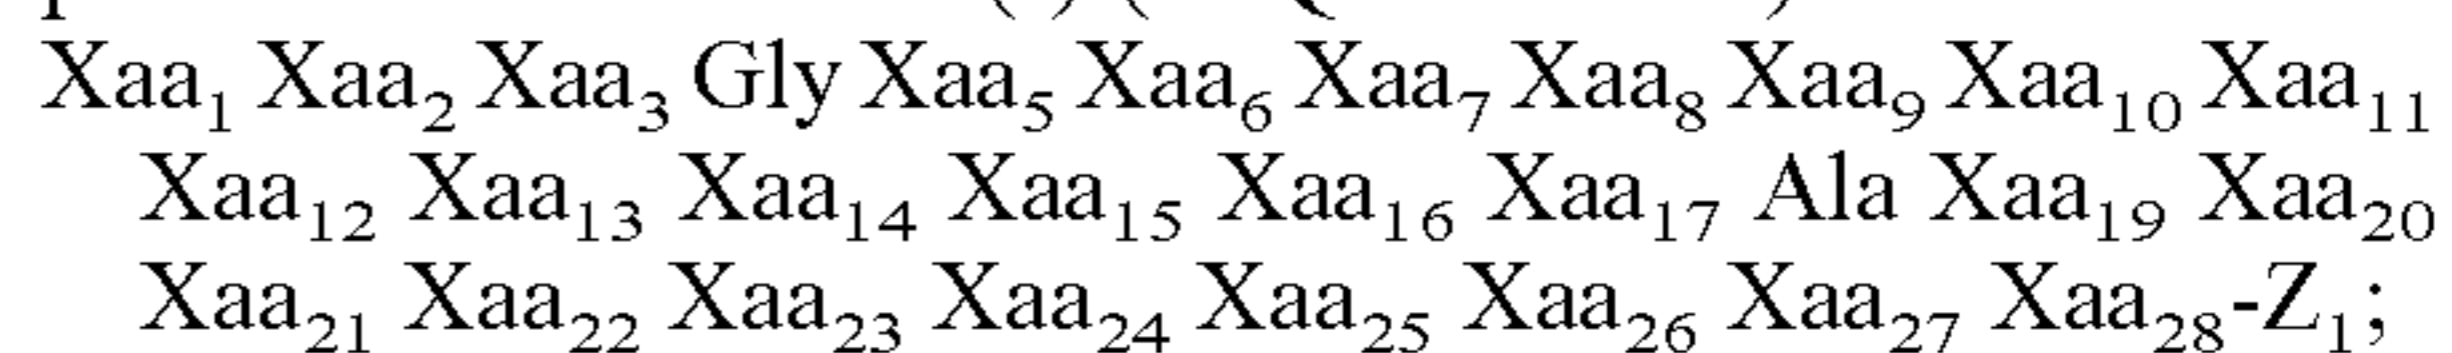 Xaa₁ Xaa₂ Xaa₃ Gly Xaa₅ Xaa₆ Xaa₇ Xaa₈ Xaa₉ Xaa₁₀ Xaa₁₁
Xaa₁₂ Xaa₁₃ Xaa₁₄ Xaa₁₅ Xaa₁₆ Xaa₁₇ Ala Xaa₁₉ Xaa₂₀
Xaa₂₁ Xaa₂₂ Xaa₂₃ Xaa₂₄ Xaa₂₅ Xaa₂₆ Xaa₂₇ Xaa₂₈-Z₁;